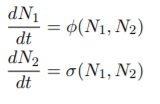 dN₁/dt = ϕ(N₁, N₂)
dN₂/dt = σ(N₁, N₂)